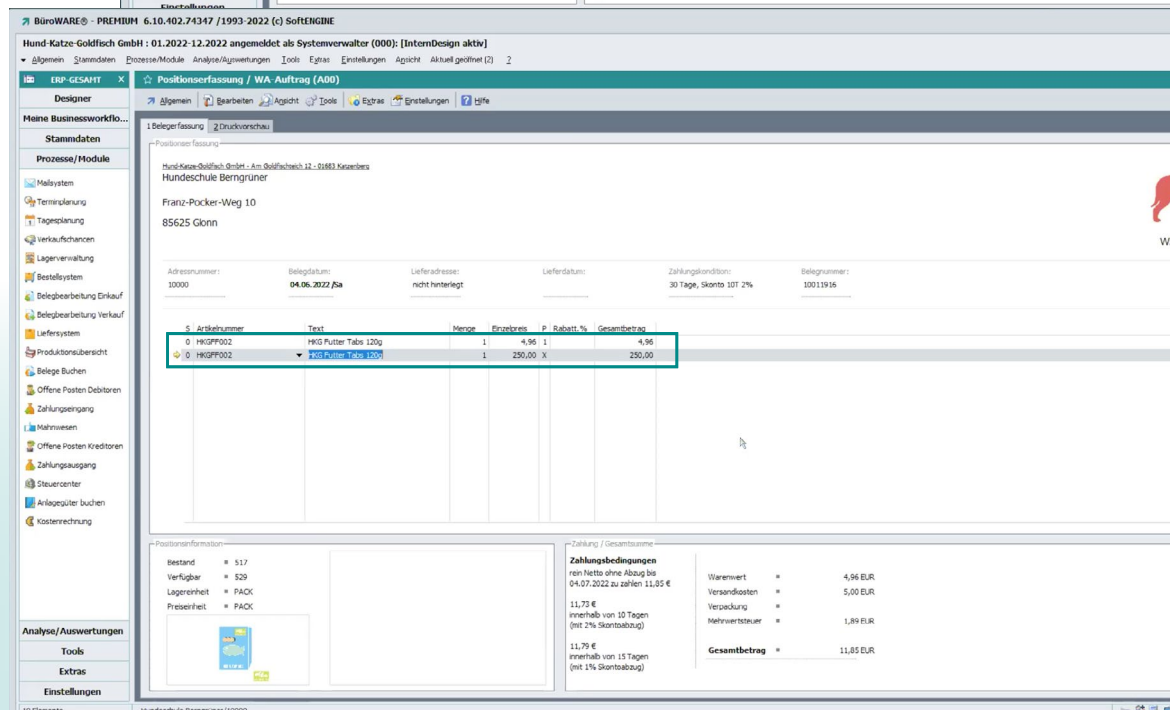 Einstellungen
BüroWARE® - PREMIUM 6.10.402.74347 /1993-2022 (c) SoftENGINE
Hund-Katze-Goldfisch GmbH : 01.2022-12.2022 angemeldet als Systemverwalter (000): [InternDesign aktiv]
Allgemein Stammdaten Prozesse/Module Analyse/Auswertungen Tools Extras Einstellungen Ansicht Aktuell geöffnet (2) ?
ERP-GESAMT X
Positionserfassung / WA-Auftrag (A00)
Designer
Allgemein Bearbeiten Ansicht Tools Extras Einstellungen Hilfe
Meine Businessworkflo...
1 Belegerfassung 2 Druckvorschau
Stammdaten
Prozesse/Module
Mailsystem
Terminplanung
Tagesplanung
Verkaufschancen
Lagerverwaltung
Bestellsystem
Belegbearbeitung Einkauf
Belegbearbeitung Verkauf
Liefersystem
Produktionsübersicht
Belege Buchen
Offene Posten Debitoren
Zahlungseingang
Mahnwesen
Offene Posten Kreditoren
Zahlungsausgang
Steuercenter
Anlagegüter buchen
Kostenrechnung
Analyse/Auswertungen
Tools
Extras
Einstellungen
Positionserfassung
Hund-Katze-Goldfisch GmbH - Am Goldfischteich 12 - 01683 Katzenberg
Hundeschule Berngrüner
Franz-Pocker-Weg 10
85625 Glonn
Adressnummer: Belegdatum: Lieferadresse: Lieferdatum: Zahlungskondition: Belegnummer:
10000 04.06.2022 /Sa nicht hinterlegt 30 Tage, Skonto 10T 2% 10011916
S Artikelnummer Text Menge Einzelpreis P Rabatt.% Gesamtbetrag
0 HKGFF002 HKG Futter Tabs 120g 1 4,96 1 4,96
0 HKGFF002 HKG Futter Tabs 120g 1 250,00 X 250,00
Positionsinformation
Bestand = 517
Verfügbar = 529
Lagereinheit = PACK
Preiseinheit = PACK
Zahlung / Gesamtsumme
Zahlungsbedingungen
rein Netto ohne Abzug bis
04.07.2022 zu zahlen 11,85 €
11,73 €
innerhalb von 10 Tagen
(mit 2% Skontoabzug)
11,79 €
innerhalb von 15 Tagen
(mit 1% Skontoabzug)
Warenwert = 4,96 EUR
Versandkosten = 5,00 EUR
Verpackung =
Mehrwertsteuer = 1,89 EUR
Gesamtbetrag = 11,85 EUR